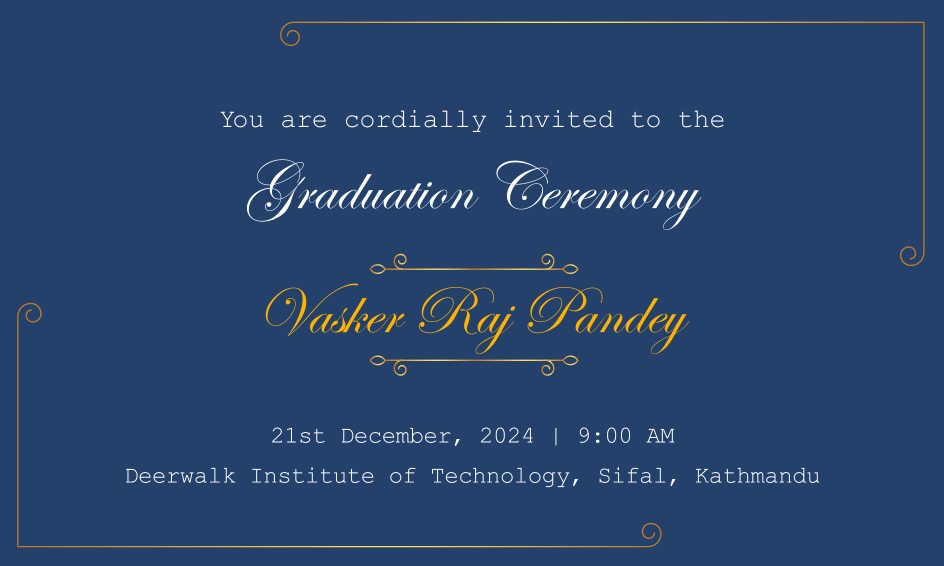 You are cordially invited to the
Graduation Ceremony
Vasker Raj Pandey
21st December, 2024 | 9:00 AM
Deerwalk Institute of Technology, Sifal, Kathmandu